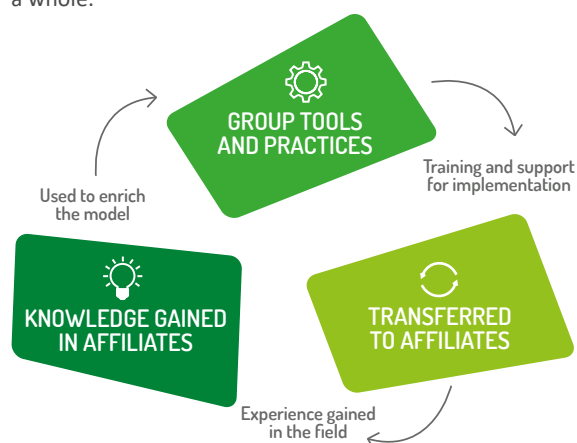 a whole.
GROUP TOOLS
AND PRACTICES
Training and support
for implementation
TRANSFERRED
TO AFFILIATES
Experience gained
in the field
KNOWLEDGE GAINED
IN AFFILIATES
Used to enrich
the model